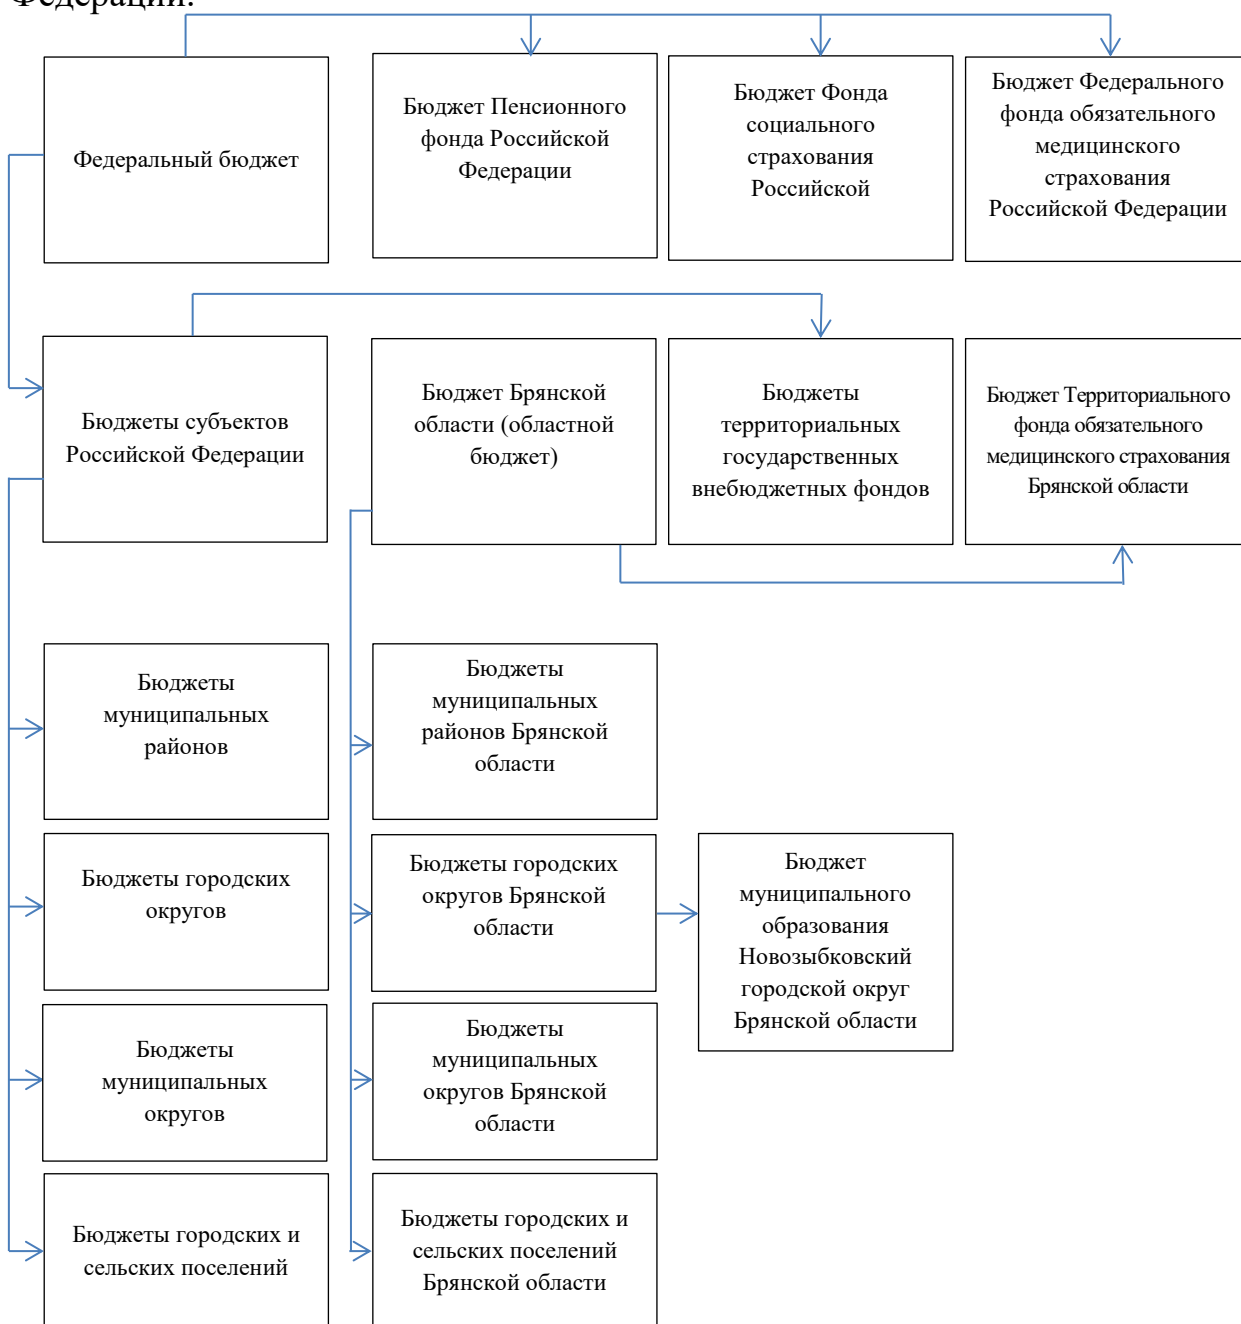 Федерации.
Федеральный бюджет
Бюджет Пенсионного
фонда Российской
Федерации
Бюджет Фонда
социального
страхования
Российской
Бюджет Федерального
фонда обязательного
медицинского
страхования
Российской Федерации
Бюджеты субъектов
Российской Федерации
Бюджет Брянской
области (областной
бюджет)
Бюджеты
территориальных
государственных
внебюджетных фондов
Бюджет Территориального
фонда обязательного
медицинского страхования
Брянской области
Бюджеты
муниципальных
районов
Бюджеты
муниципальных
районов Брянской
области
Бюджеты городских
округов
Бюджеты городских
округов Брянской
области
Бюджет
муниципального
образования
Новозыбковский
городской округ
Брянской области
Бюджеты
муниципальных
округов
Бюджеты
муниципальных
округов Брянской
области
Бюджеты городских и
сельских поселений
Бюджеты городских и
сельских поселений
Брянской области